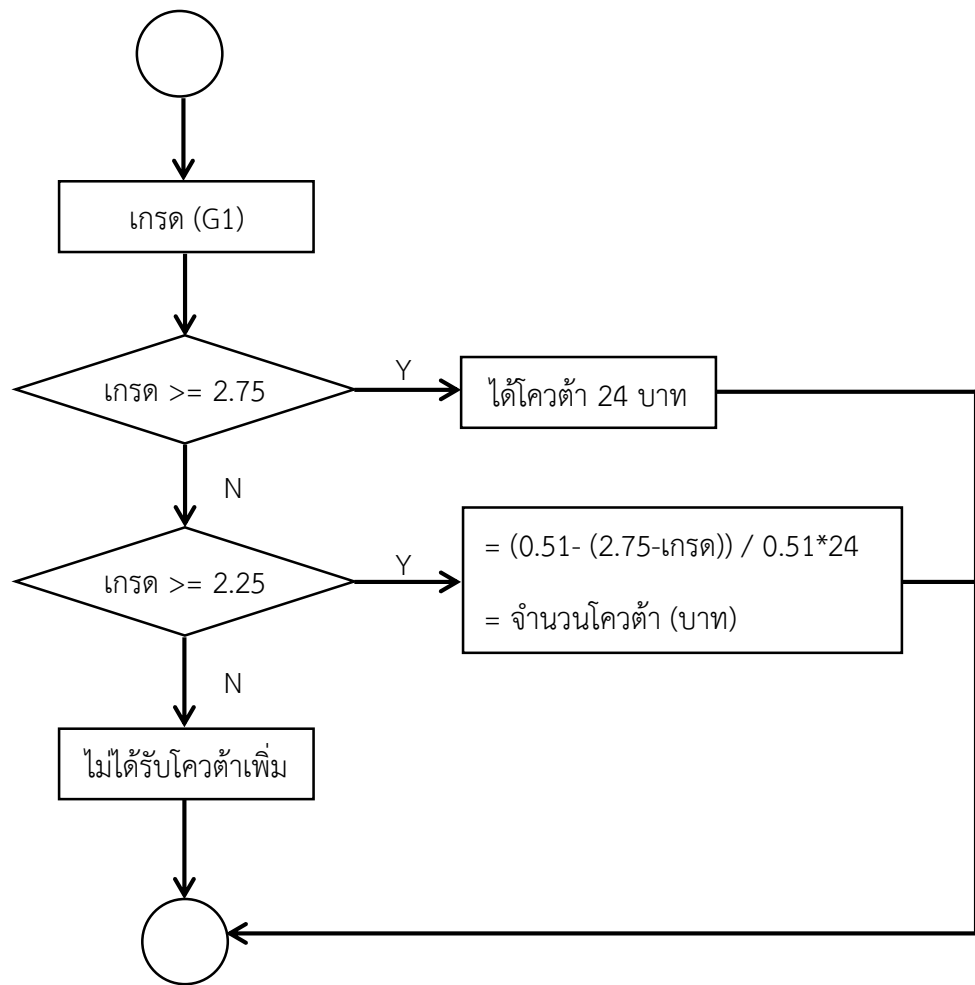 เกรด (G1)
เกรด >= 2.75
Y
ได้โควต้า 24 บาท
N
เกรด >= 2.25
Y
= (0.51- (2.75-เกรด)) / 0.51*24
= จำนวนโควต้า (บาท)
N
ไม่ได้รับโควต้าเพิ่ม